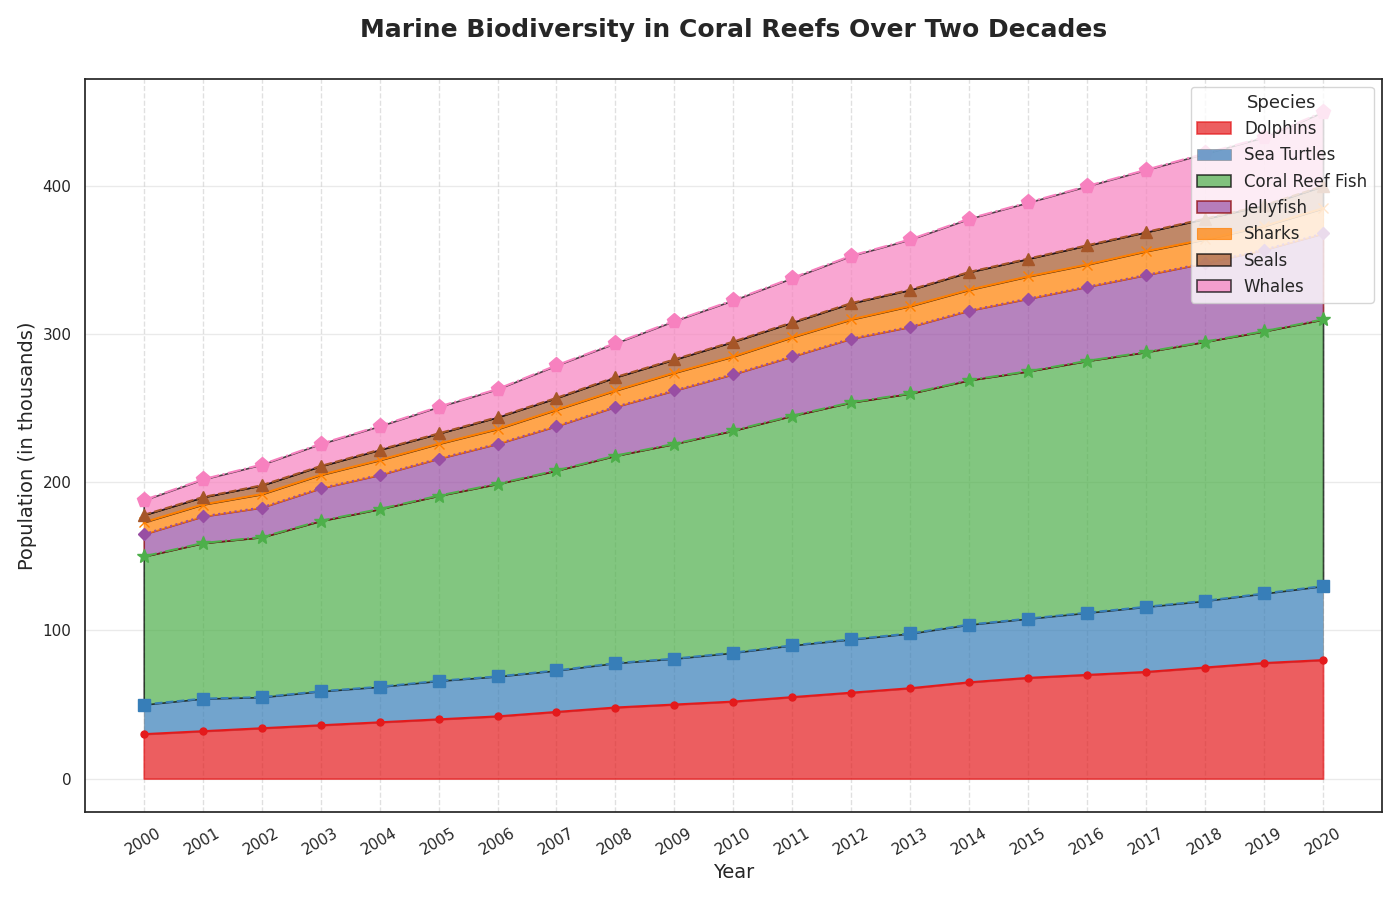 Marine Biodiversity in Coral Reefs Over Two Decades
Species
Dolphins
Sea Turtles
Coral Reef Fish
Jellyfish
Sharks
Seals
Whales
Population (in thousands)
400
300
200
100
0
2000 2001 2002 2003 2004 2005 2006 2007 2008 2009 2010 2011 2012 2013 2014 2015 2016 2017 2018 2019 2020
Year